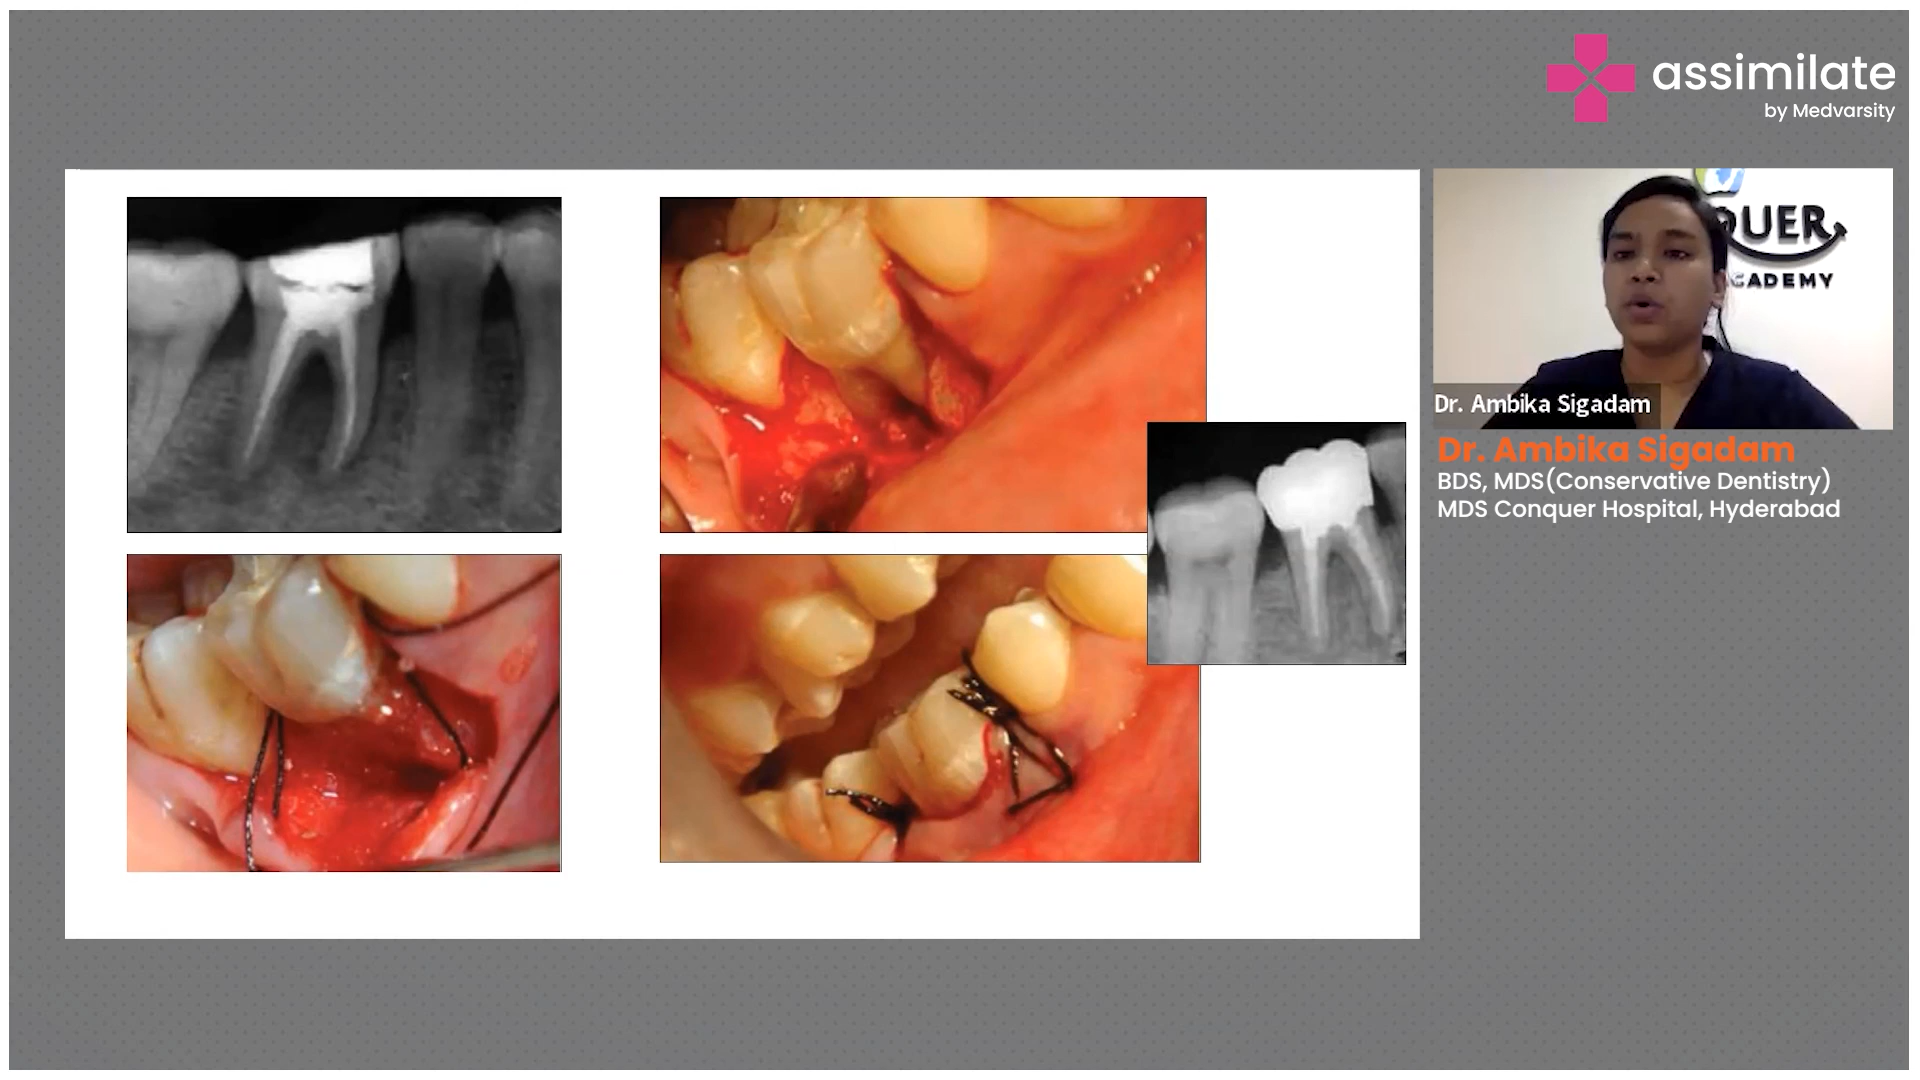 assimilate
by Medvarsity
QUER
ACADEMY
Dr. Ambika Sigadam
Dr. Ambika Sigadam
BDS, MDS(Conservative Dentistry)
MDS Conquer Hospital, Hyderabad